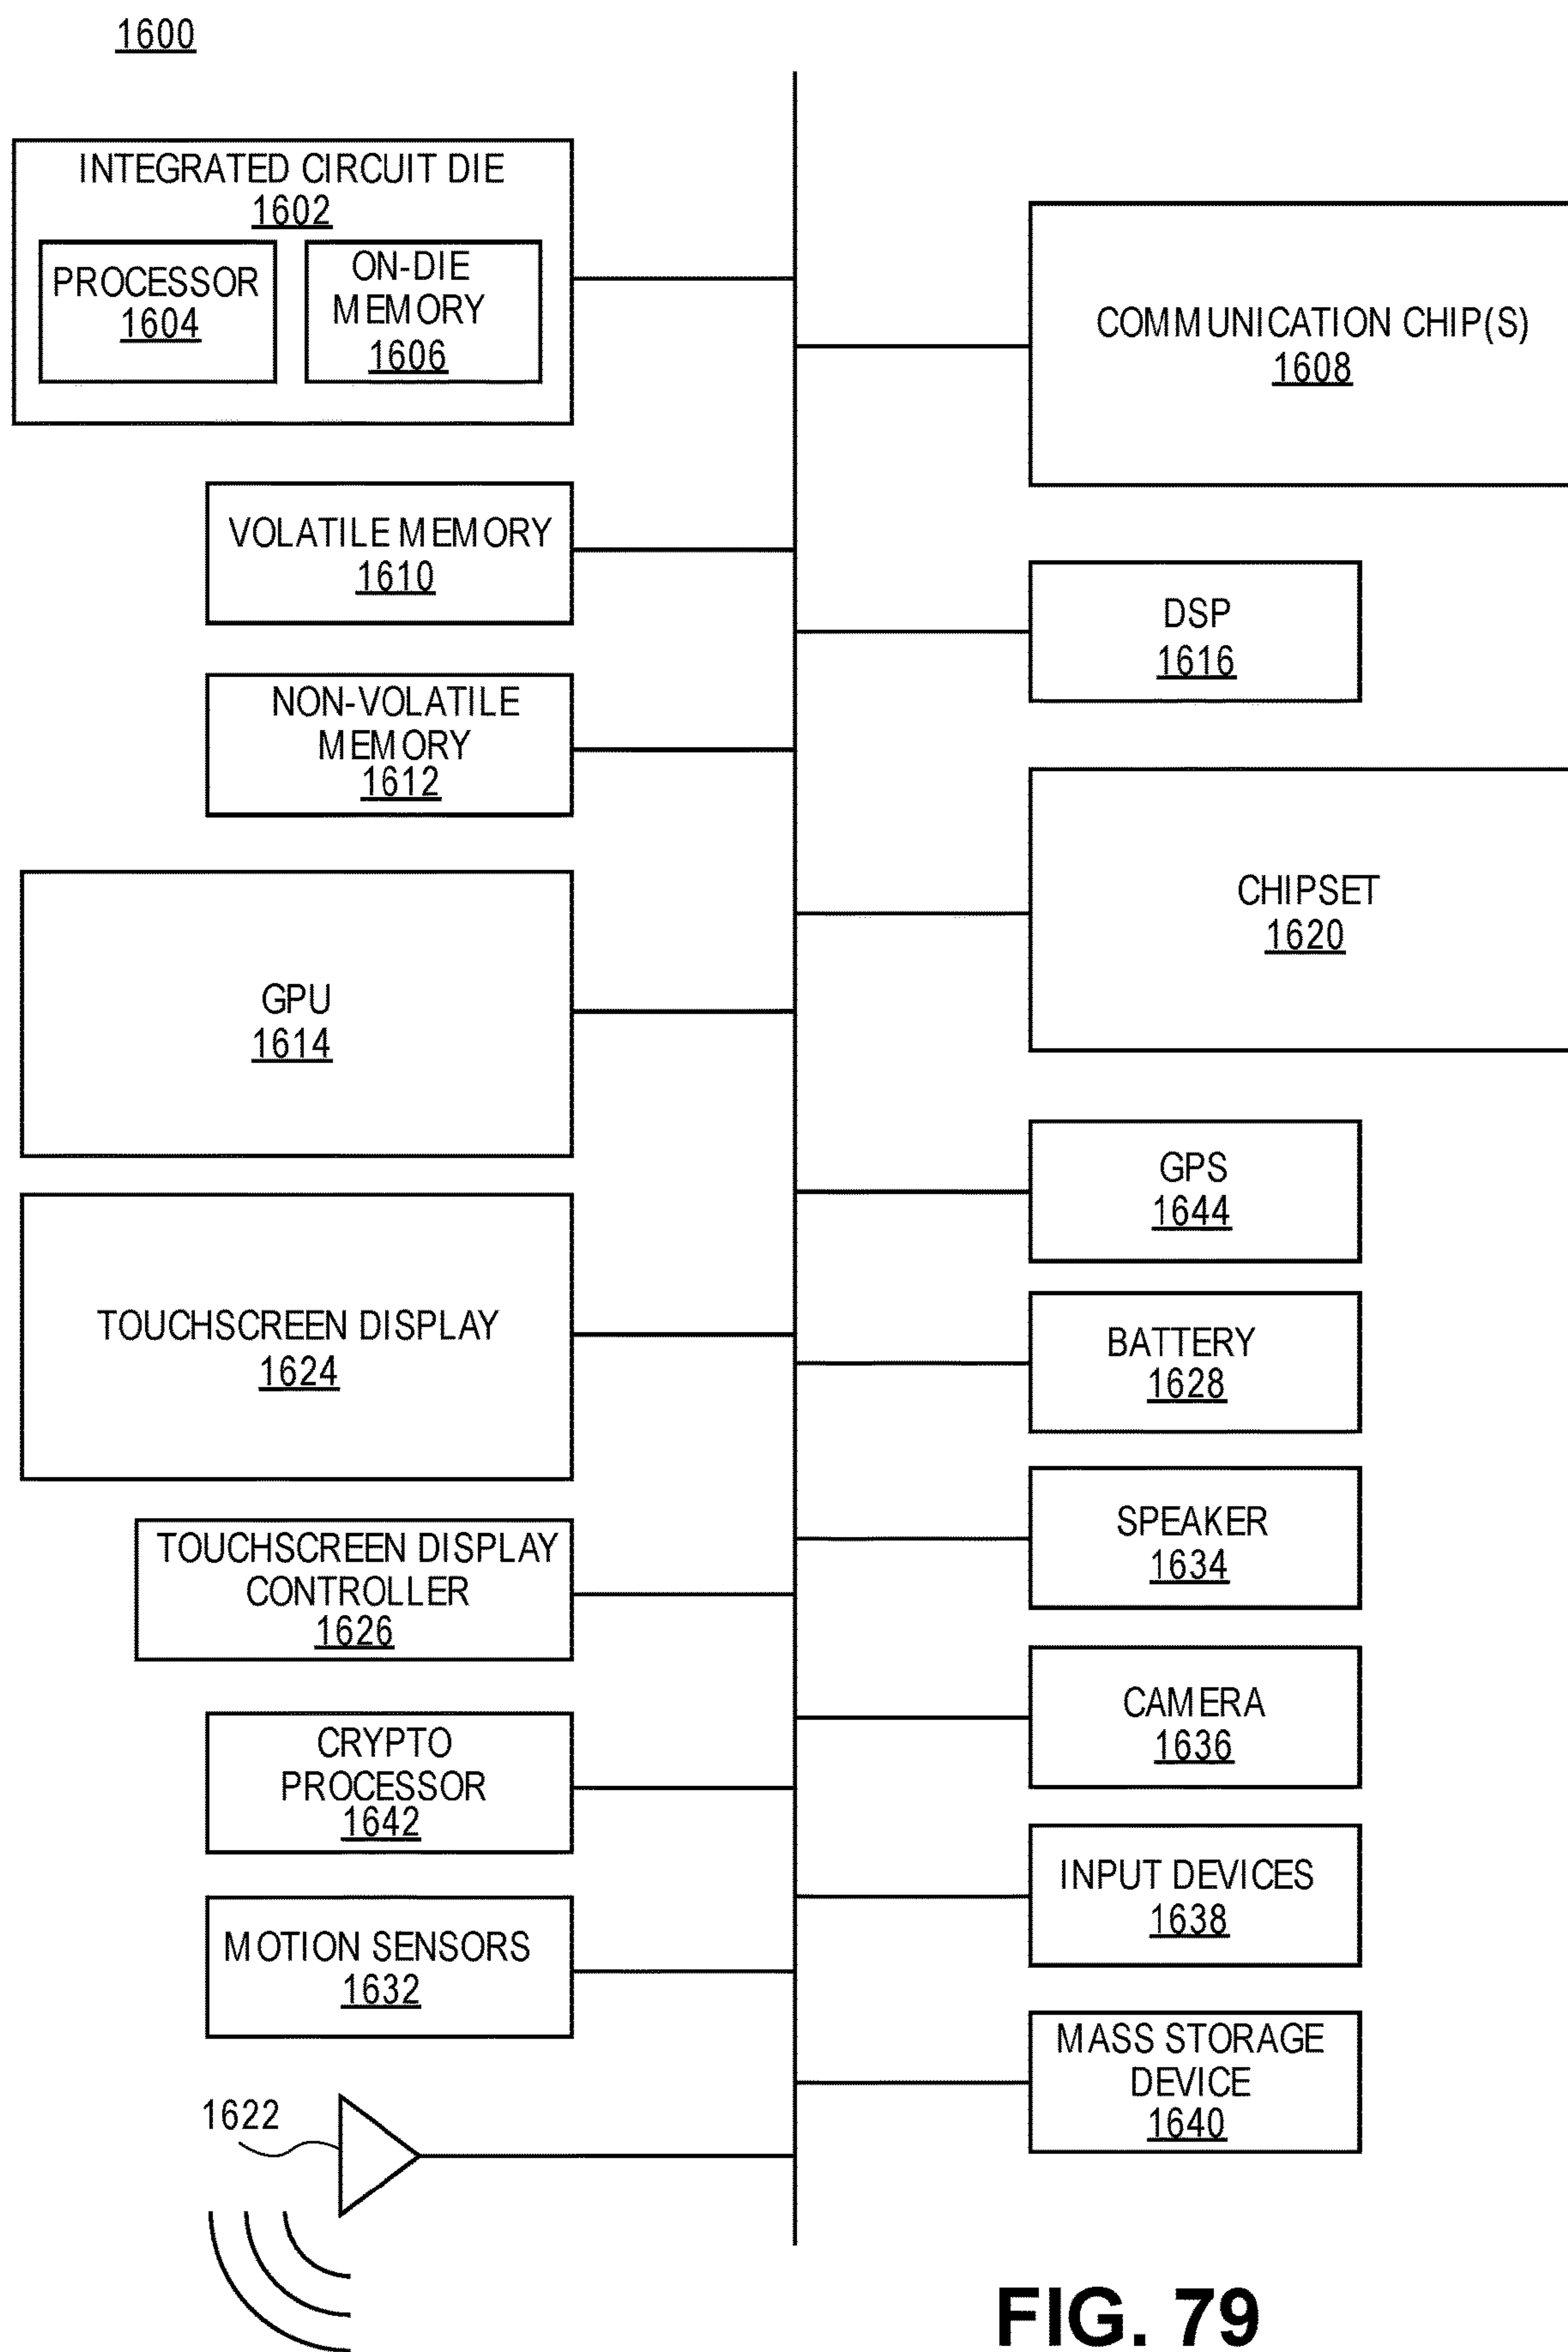 1600
INTEGRATED CIRCUIT DIE
1602
PROCESSOR
1604
ON-DIE
MEMORY
1606
VOLATILE MEMORY
1610
NON-VOLATILE
MEMORY
1612
GPU
1614
TOUCHSCREEN DISPLAY
1624
TOUCHSCREEN DISPLAY
CONTROLLER
1626
CRYPTO
PROCESSOR
1642
MOTION SENSORS
1632
1622
COMMUNICATION CHIP(S)
1608
DSP
1616
CHIPSET
1620
GPS
1644
BATTERY
1628
SPEAKER
1634
CAMERA
1636
INPUT DEVICES
1638
MASS STORAGE
DEVICE
1640
FIG. 79